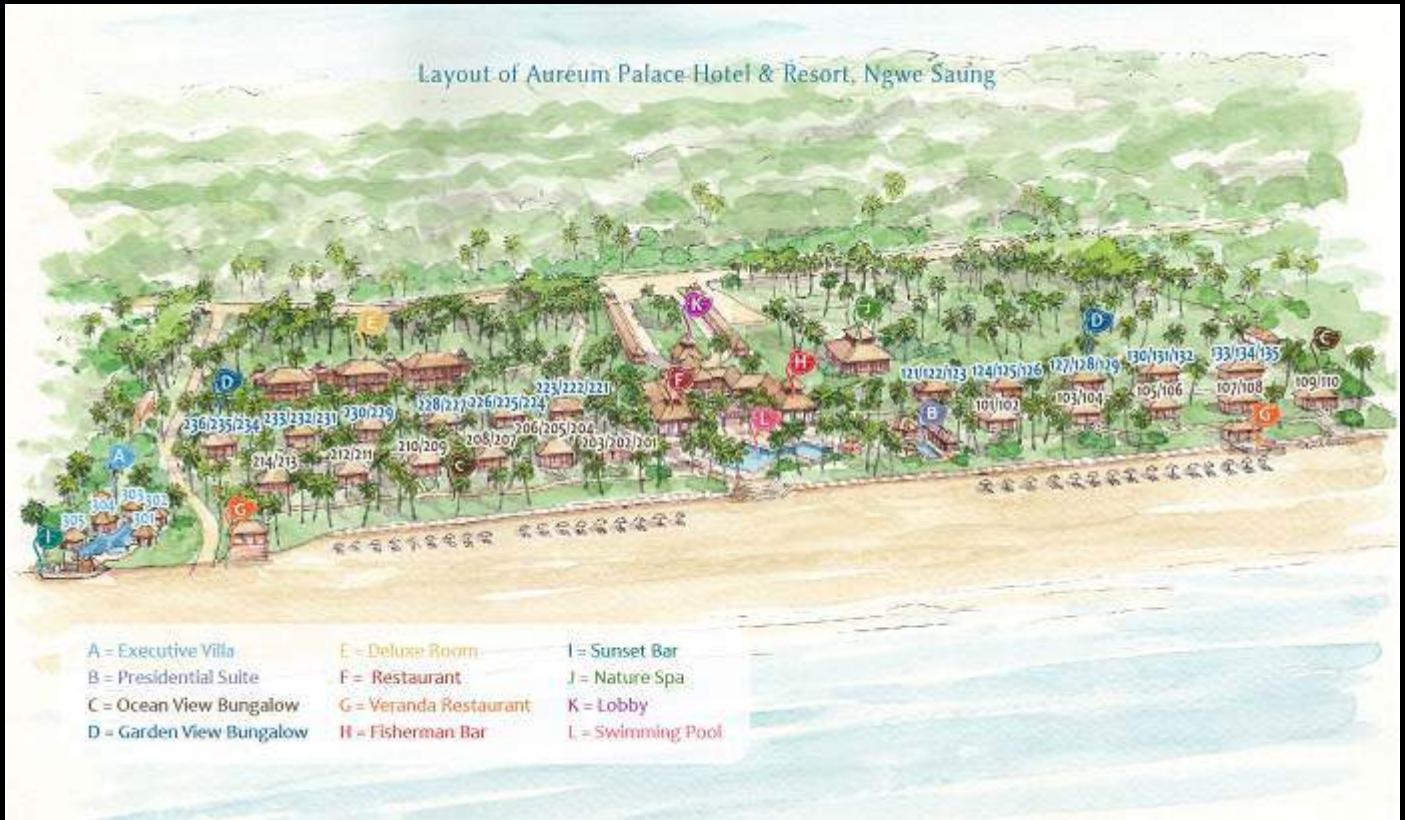 Layout of Aureum Palace Hotel & Resort, Ngwe Saung
K
J
E
D
C
H
F
133/134/135
130/131/132
127/128/129
124/125/126
121/122/123
109/110
107/108
105/106
103/104
101/102
D
223/222/221
226/225/224
228/227
230/229
233/232/231
236/235/234
B
G
L
206/205/204
203/202/201
208/207
210/209
212/211
214/213
C
A
303
302
304
301
305
G
I
A = Executive Villa
B = Presidential Suite
C = Ocean View Bungalow
D = Garden View Bungalow
E = Deluxe Room
F = Restaurant
G = Veranda Restaurant
H = Fisherman Bar
I = Sunset Bar
J = Nature Spa
K = Lobby
L = Swimming Pool